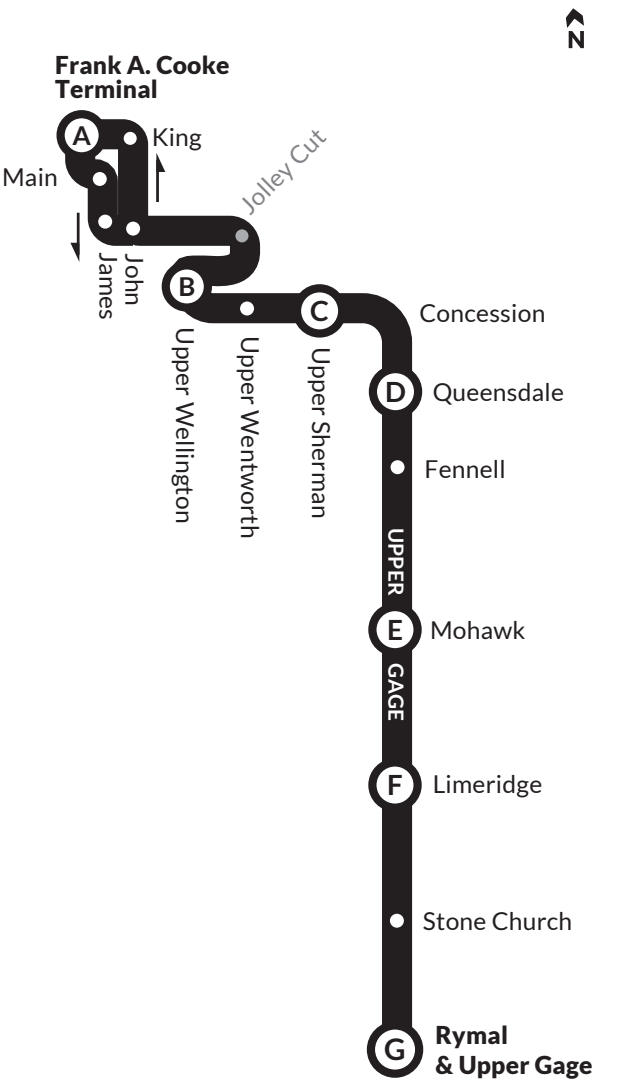 N
Frank A. Cooke
Terminal
A
King
Main
Jolley Cut
James
John
B
C
Concession
Upper Wellington
Upper Wentworth
Upper Sherman
D
Queensdale
Fennell
UPPER
E
Mohawk
GAGE
F
Limeridge
Stone Church
G
Rymal
& Upper Gage